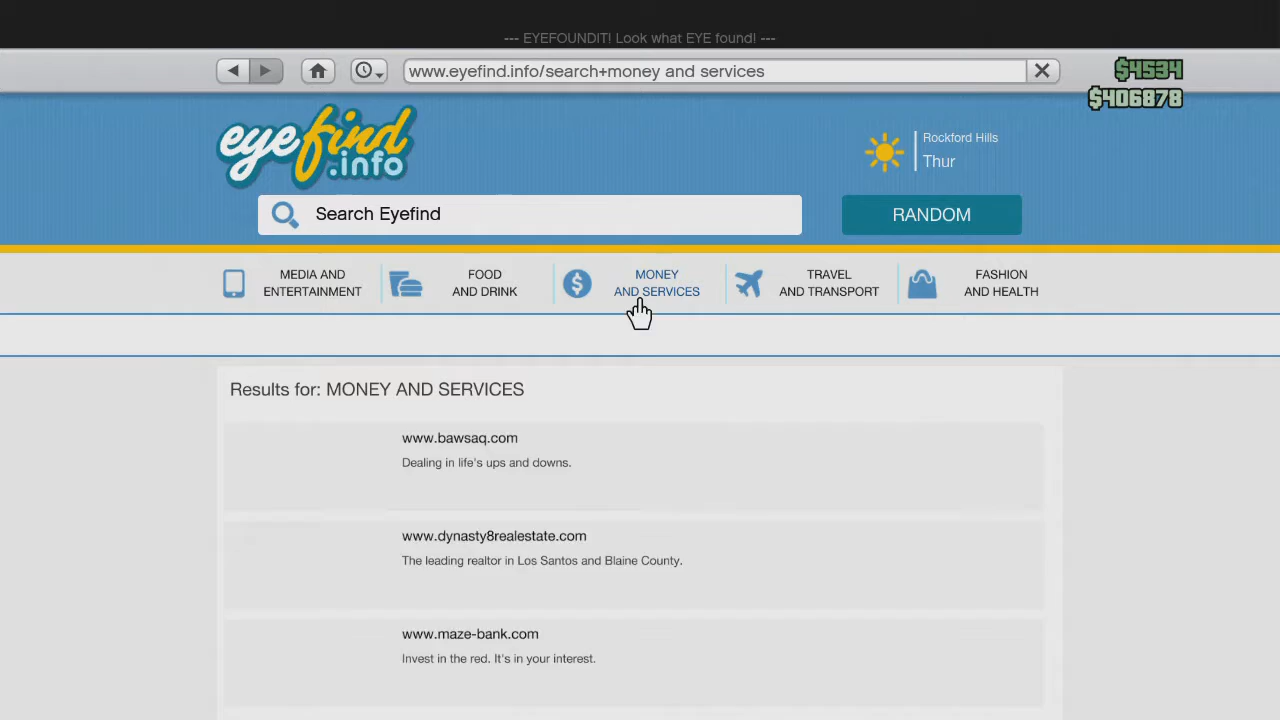 --- EYEFOUNDIT! Look what EYE found! ---
www.eyefind.info/search+money and services
$4534
$406878
eyefind
.info
Rockford Hills
Thur
Search Eyefind
RANDOM
MEDIA AND
ENTERTAINMENT
FOOD
AND DRINK
MONEY
AND SERVICES
TRAVEL
AND TRANSPORT
FASHION
AND HEALTH
Results for: MONEY AND SERVICES
www.bawsaq.com
Dealing in life's ups and downs.
www.dynasty8realestate.com
The leading realtor in Los Santos and Blaine County.
www.maze-bank.com
Invest in the red. It's in your interest.